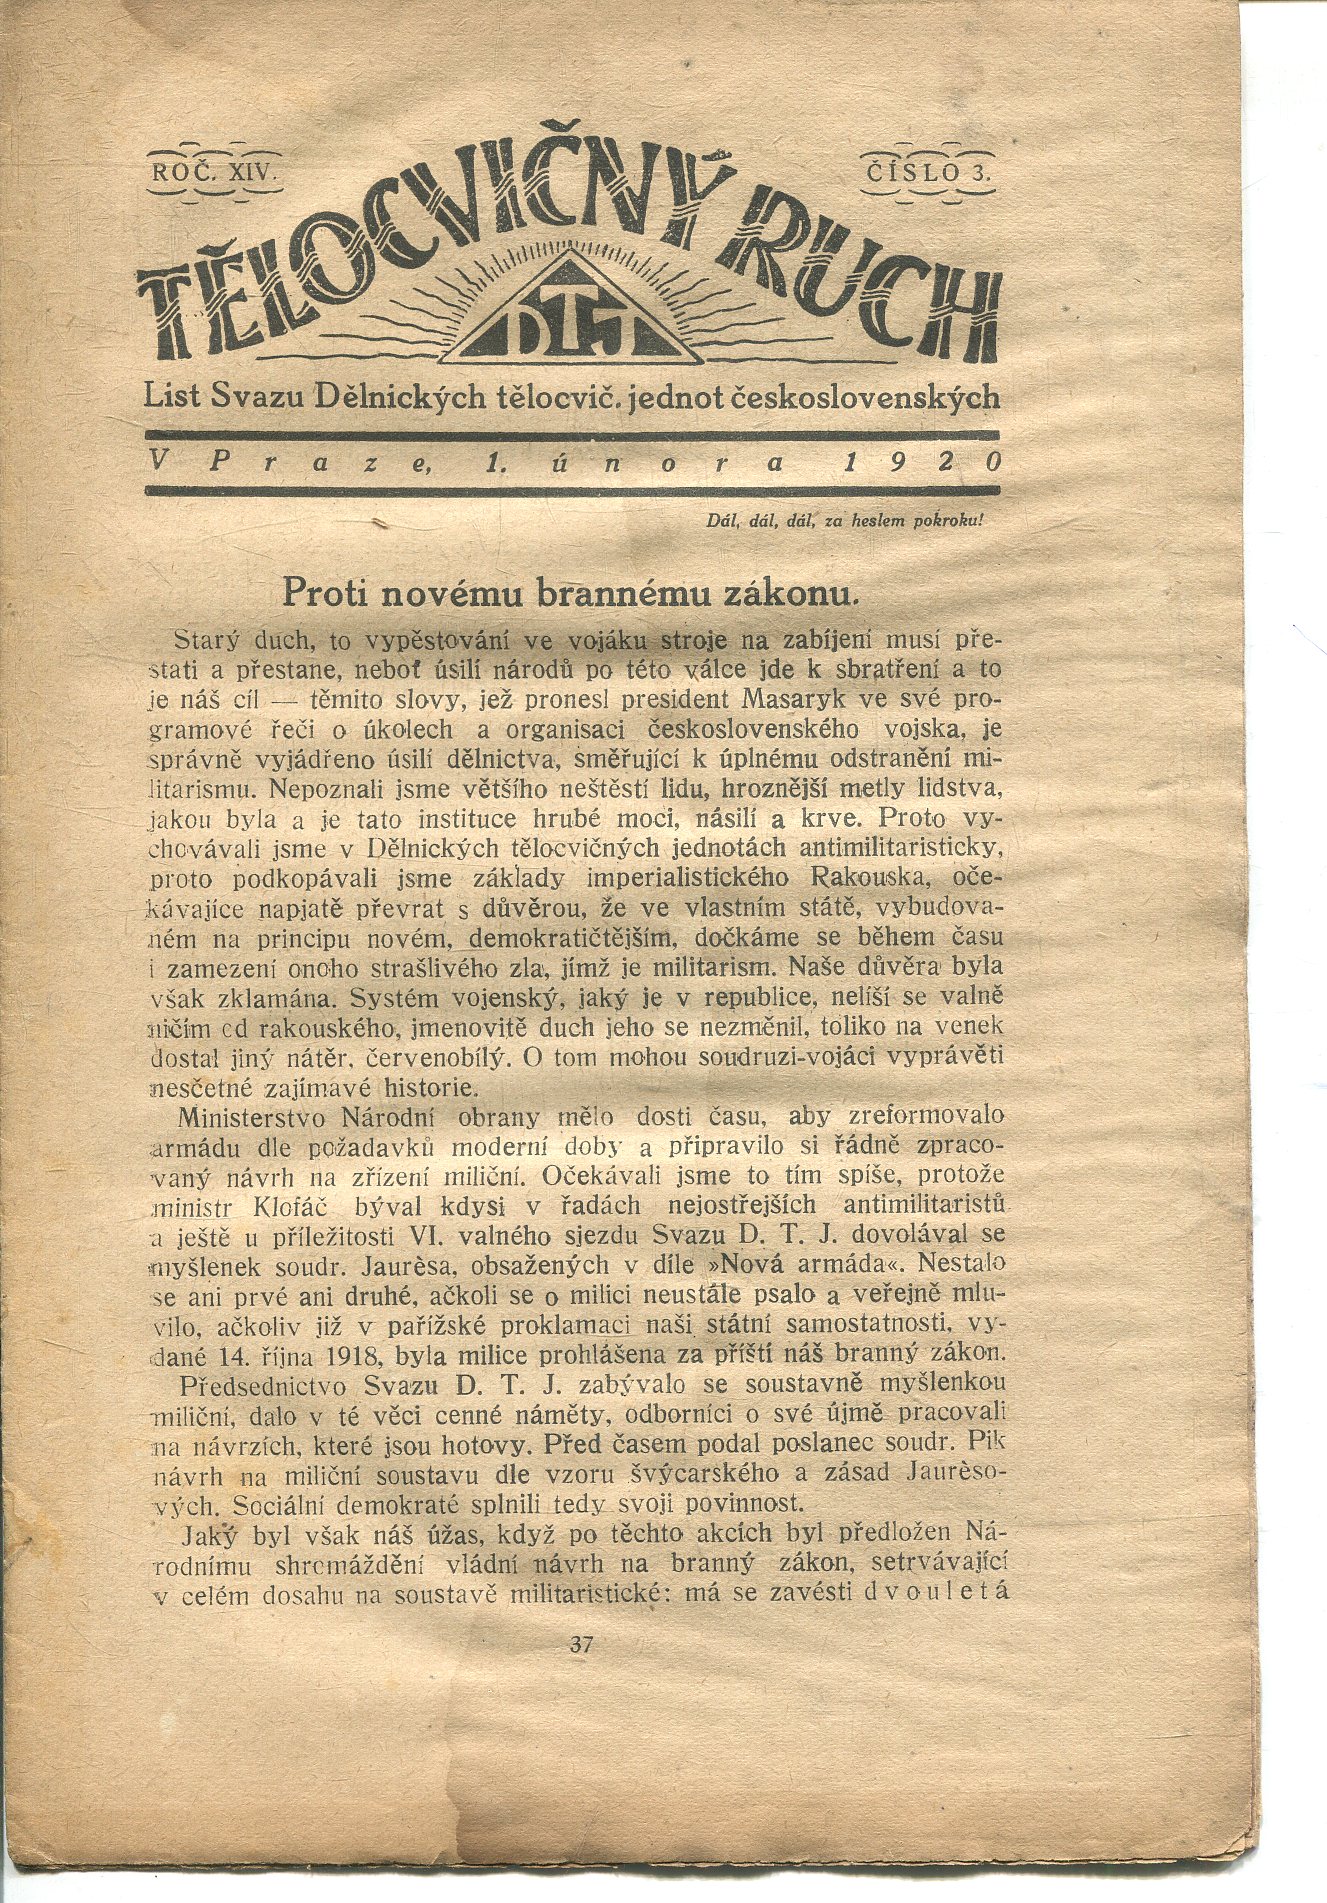 ROČ. XIV.
ČÍSLO 3.
TĚLOCVIČNÝ RUCH
DTJ
List Svazu Dělnických tělocvič. jednot československých
V Praze, 1. února 1920
Dál, dál, dál, za heslem pokroku!
Proti novému brannému zákonu.
Starý duch, to vypěstování ve vojáku stroje na zabíjení musí pře-
stati a přestane, neboť úsilí národů po této válce jde k sbratření a to
je náš cíl — těmito slovy, jež pronesl president Masaryk ve své pro-
gramové řeči o úkolech a organisaci československého vojska, je
správně vyjádřeno úsilí dělnictva, směřující k úplnému odstranění mi-
litarismu. Nepoznali jsme většího neštěstí lidu, hroznější metly lidstva,
jakou byla a je tato instituce hrubé moci, násilí a krve. Proto vy-
chovávali jsme v Dělnických tělocvičných jednotách antimilitaristicky,
proto podkopávali jsme základy imperialistického Rakouska, oče-
kávajíce napjatě převrat s důvěrou, že ve vlastním státě, vybudova-
ném na principu novém, demokratičtějším, dočkáme se během času
i zamezení onoho strašlivého zla, jímž je militarism. Naše důvěra byla
však zklamána. Systém vojenský, jaký je v republice, nelíší se valně
ničím od rakouského, jmenovitě duch jeho se nezměnil, toliko na venek
dostal jiný nátěr, červenobílý. O tom mohou soudruzi-vojáci vyprávěti
nesčetné zajímavé historie.
Ministerstvo Národní obrany mělo dosti času, aby zreformovalo
armádu dle požadavků moderní doby a připravilo si řádně zpraco-
vaný návrh na zřízení miliční. Očekávali jsme to tím spíše, protože
ministr Klofáč býval kdysi v řadách nejostřejších antimilitaristů
a ještě u příležitosti VI. valného sjezdu Svazu D. T. J. dovolával se
myšlenek soudr. Jaurèsa, obsažených v díle »Nová armáda«. Nestalo
se ani prvé ani druhé, ačkoli se o milici neustále psalo a veřejně mlu-
vilo, ačkoliv již v pařížské proklamaci naši státní samostatnosti, vy-
dané 14. října 1918, byla milice prohlášena za příští náš branný zákon.
Předsednictvo Svazu D. T. J. zabývalo se soustavně myšlenkou
miliční, dalo v té věci cenné náměty, odborníci o své újmě pracovali
na návrzích, které jsou hotovy. Před časem podal poslanec soudr. Pik
návrh na miliční soustavu dle vzoru švýcarského a zásad Jaurèso-
vých. Sociální demokraté splnili tedy svoji povinnost.
Jaký byl však náš úžas, když po těchto akcích byl předložen Ná-
rodnímu shromáždění vládní návrh na branný zákon, setrvávající
v celém dosahu na soustavě militaristické: má se zavésti dvouletá
37